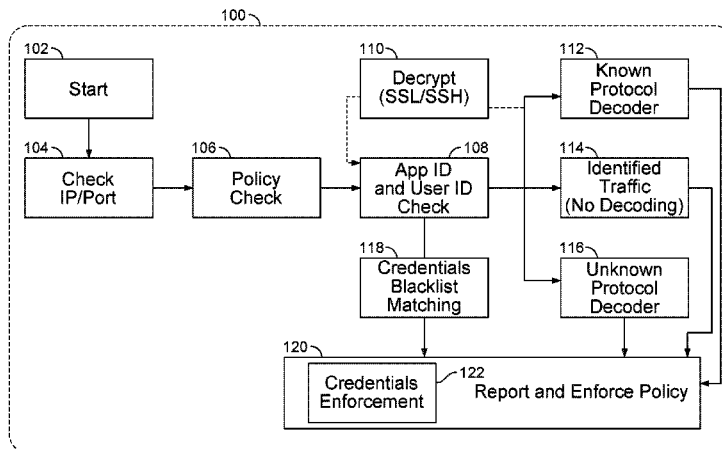 100
102
Start
104
Check
IP/Port
106
Policy
Check
110
Decrypt
(SSL/SSH)
108
App ID
and User ID
Check
112
Known
Protocol
Decoder
114
Identified
Traffic
(No Decoding)
118
Credentials
Blacklist
Matching
116
Unknown
Protocol
Decoder
120
122
Credentials
Enforcement
Report and Enforce Policy